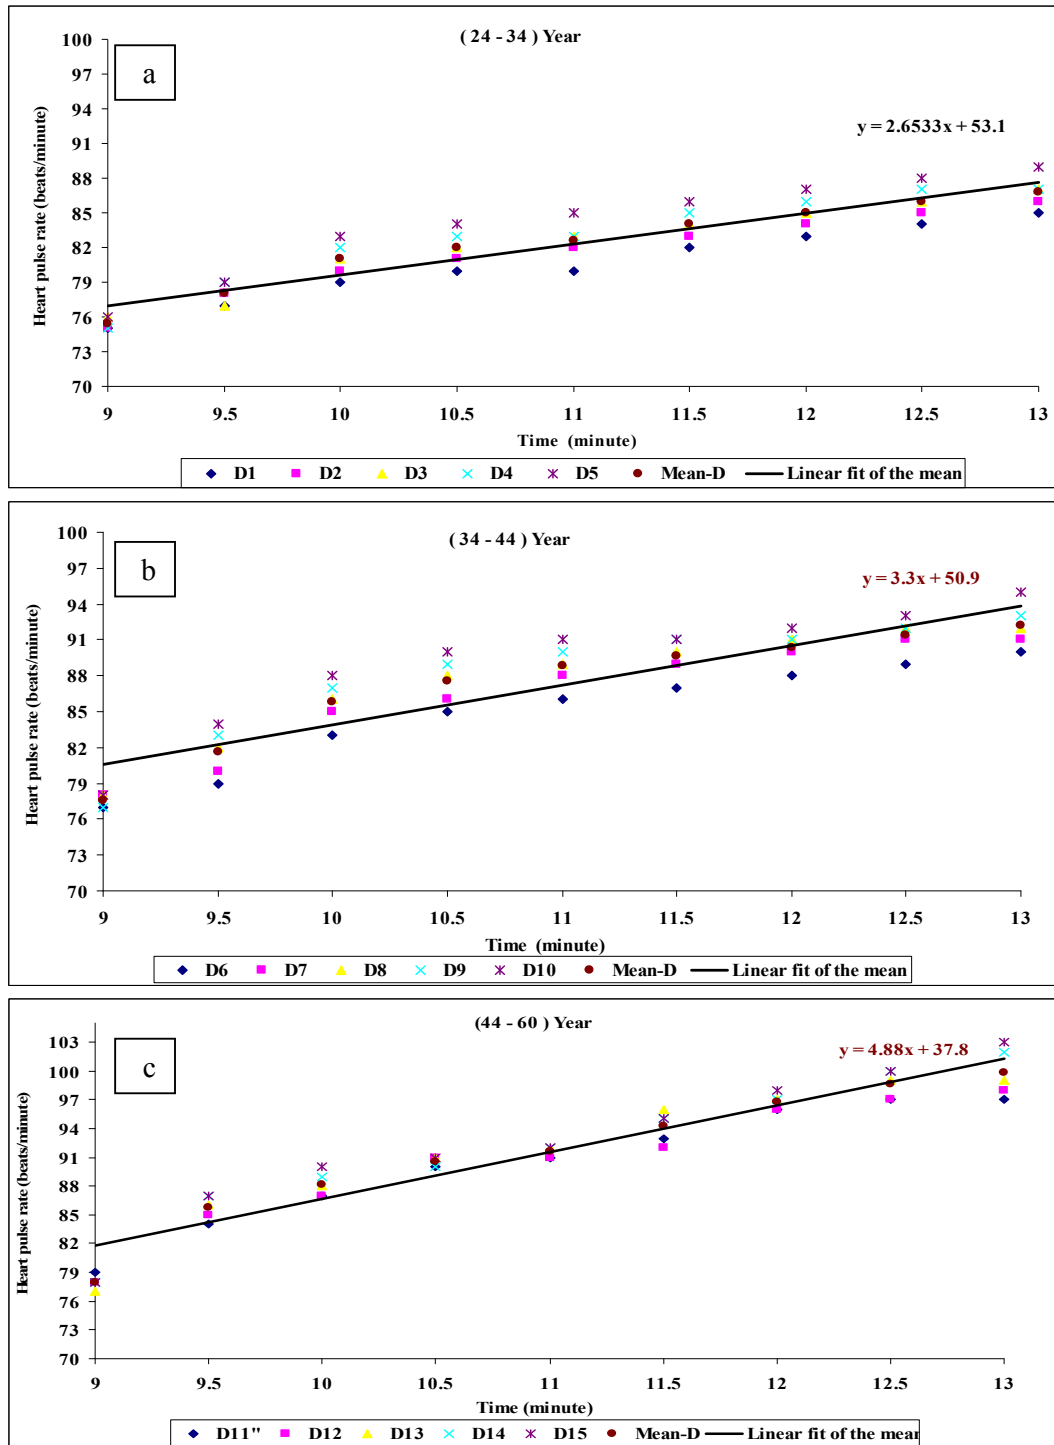 ( 24 - 34 ) Year
a
y = 2.6533x + 53.1
Heart pulse rate (beats/minute)
100
97
94
91
88
85
82
79
76
73
70
9 9.5 10 10.5 11 11.5 12 12.5 13
Time (minute)
D1 D2 D3 D4 D5 Mean-D Linear fit of the mean
( 34 - 44 ) Year
b
y = 3.3x + 50.9
Heart pulse rate (beats/minute)
100
97
94
91
88
85
82
79
76
73
70
9 9.5 10 10.5 11 11.5 12 12.5 13
Time (minute)
D6 D7 D8 D9 D10 Mean-D Linear fit of the mean
(44 - 60 ) Year
c
y = 4.88x + 37.8
Heart pulse rate (beats/minute)
103
100
97
94
91
88
85
82
79
76
73
70
9 9.5 10 10.5 11 11.5 12 12.5 13
Time (minute)
D11" D12 D13 D14 D15 Mean-D Linear fit of the mean